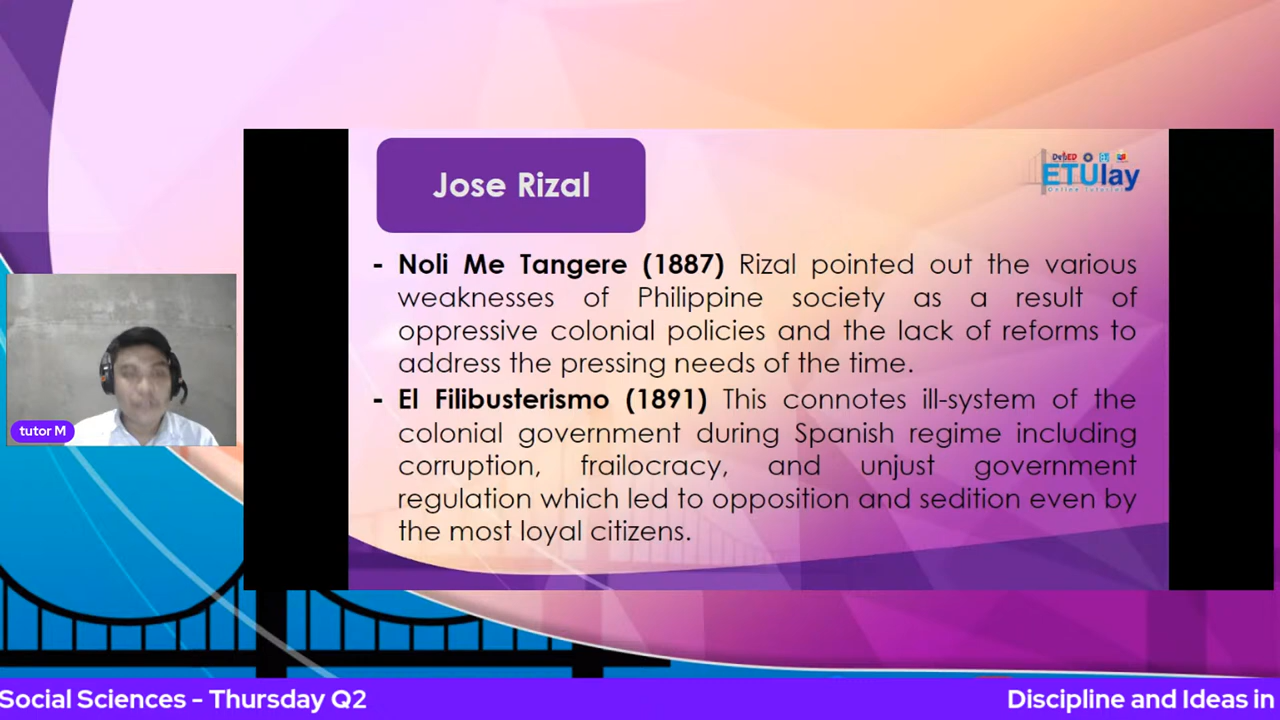 Jose Rizal
DepED
ETUlay
- Noli Me Tangere (1887) Rizal pointed out the various
weaknesses of Philippine society as a result of
oppressive colonial policies and the lack of reforms to
address the pressing needs of the time.
- El Filibusterismo (1891) This connotes ill-system of the
colonial government during Spanish regime including
corruption, frailocracy, and unjust government
regulation which led to opposition and sedition even by
the most loyal citizens.
tutor M
Social Sciences - Thursday Q2
Discipline and Ideas in